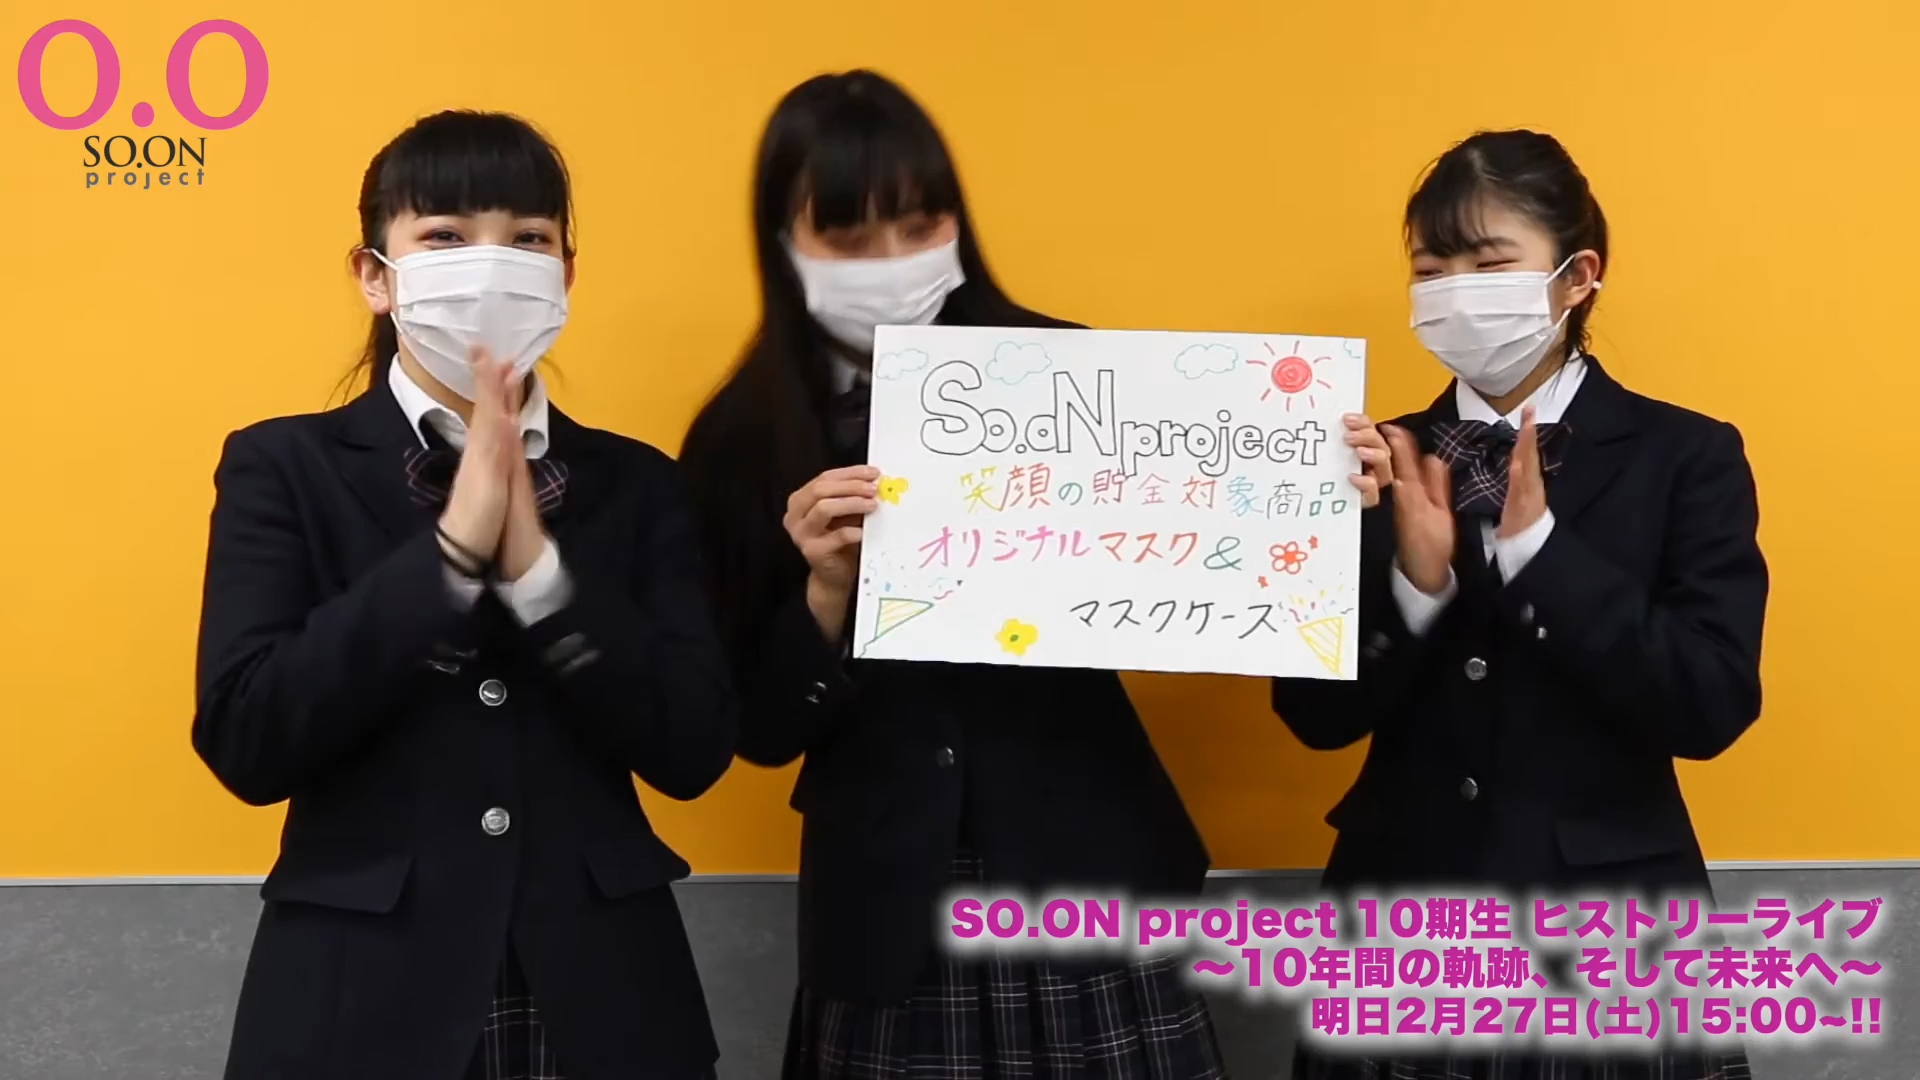 O.O
SO.ON
project
So.oN project
笑顔の貯金対象商品
オリジナルマスク&
マスクケース
SO.ON project 10期生 ヒストリーライブ
～10年間の軌跡、そして未来へ～
明日2月27日(土)15:00~!!